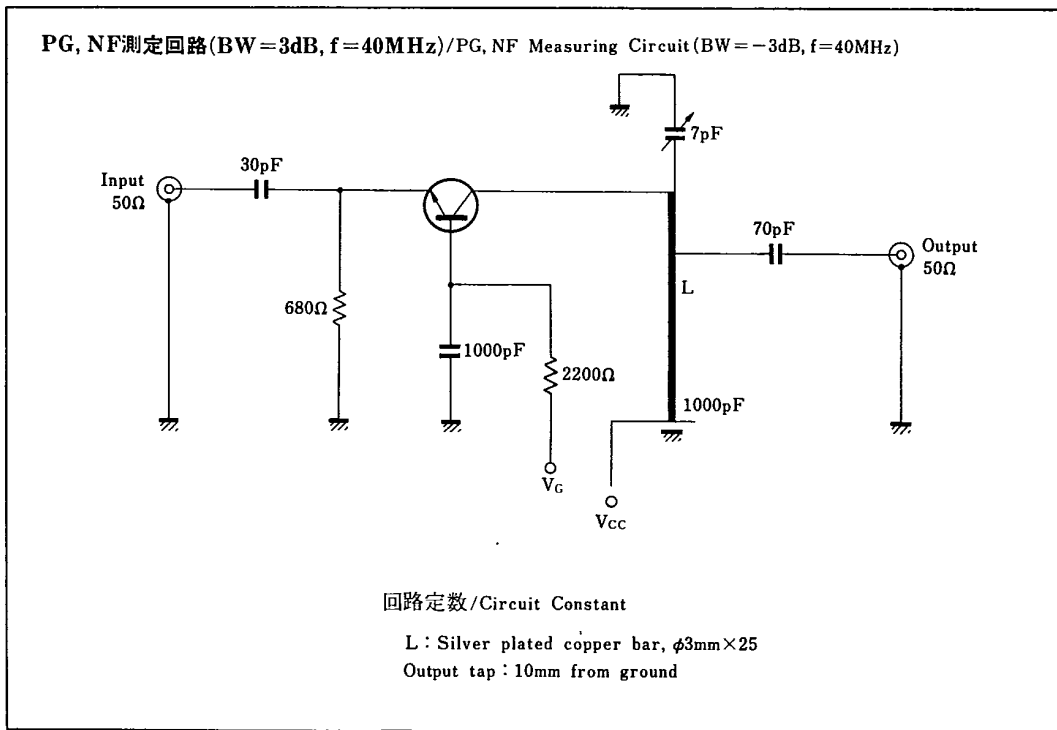 PG, NF測定回路(BW=3dB, f=40MHz)/PG, NF Measuring Circuit(BW=-3dB, f=40MHz)
7pF
30pF
Input
50Ω
70pF
Output
50Ω
L
680Ω
1000pF
2200Ω
1000pF
VG
VCC
回路定数/Circuit Constant
L:Silver plated copper bar, φ3mm×25
Output tap:10mm from ground